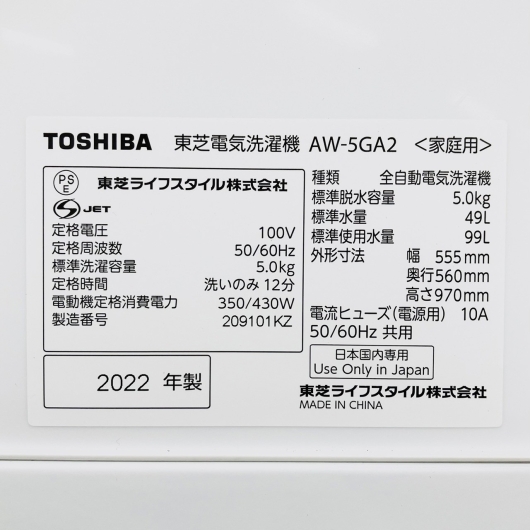 TOSHIBA 東芝電気洗濯機 AW-5GA2 <家庭用>
PSE 東芝ライフスタイル株式会社
S JET
定格電圧 100V
定格周波数 50/60Hz
標準洗濯容量 5.0kg
定格時間 洗いのみ 12分
電動機定格消費電力 350/430W
製造番号 209101KZ
2022 年製
種類 全自動電気洗濯機
標準脱水容量 5.0kg
標準水量 49L
標準使用水量 99L
外形寸法 幅 555mm
奥行560mm
高さ970mm
電流ヒューズ(電源用) 10A
50/60Hz 共用
日本国内専用
Use Only in Japan
東芝ライフスタイル株式会社
MADE IN CHINA